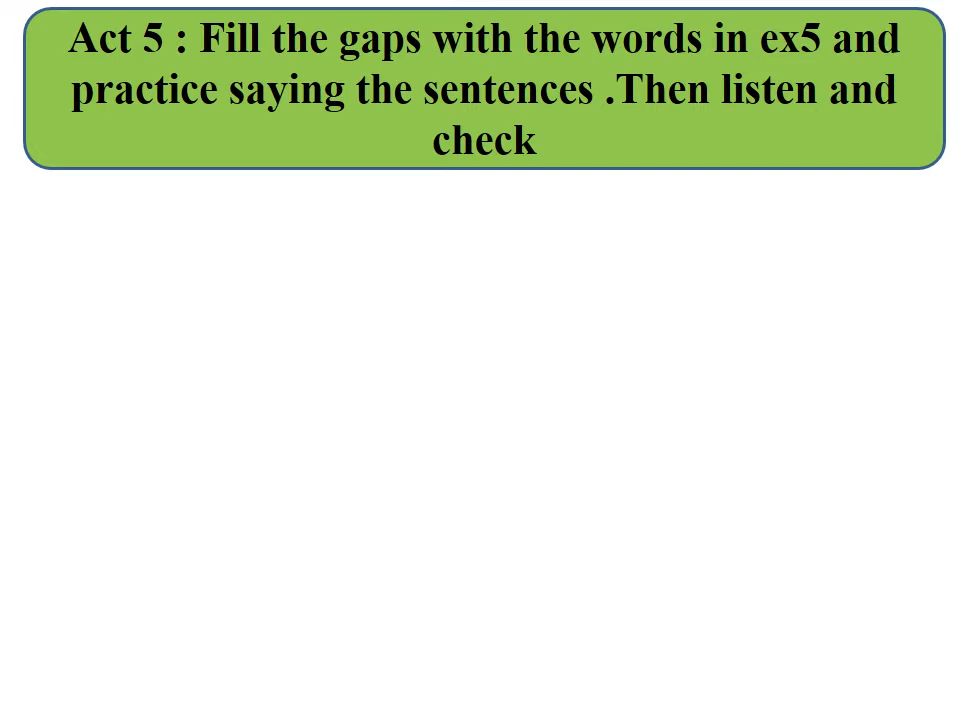 Act 5 : Fill the gaps with the words in ex5 and
practice saying the sentences .Then listen and
check